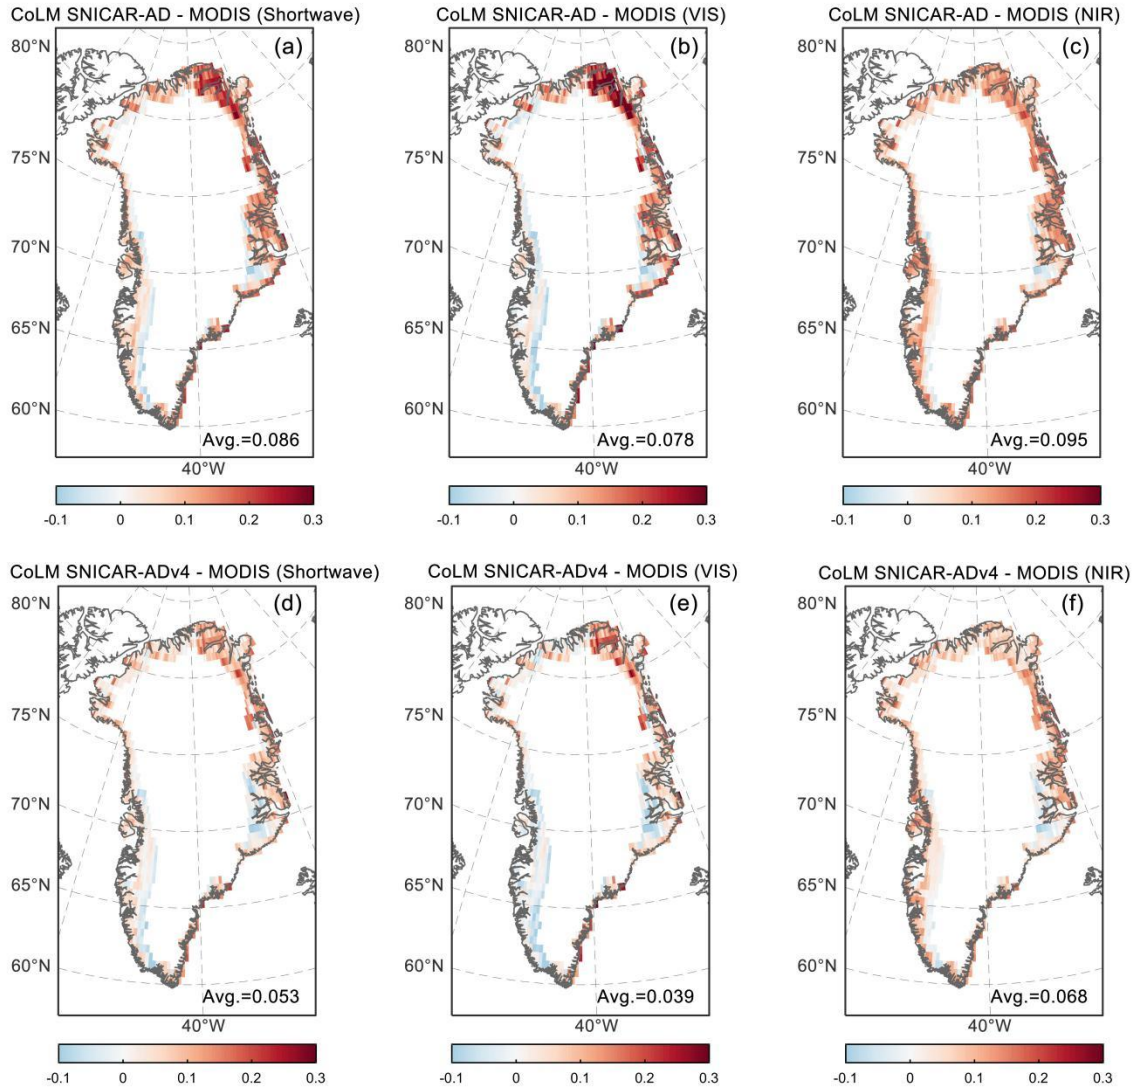 CoLM SNICAR-AD - MODIS (Shortwave)
CoLM SNICAR-AD - MODIS (VIS)
CoLM SNICAR-AD - MODIS (NIR)
80°N
(a)
75°N
70°N
65°N
60°N
Avg.=0.086
40°W
-0.1 0 0.1 0.2 0.3
80°N
(b)
75°N
70°N
65°N
60°N
Avg.=0.078
40°W
-0.1 0 0.1 0.2 0.3
80°N
(c)
75°N
70°N
65°N
60°N
Avg.=0.095
40°W
-0.1 0 0.1 0.2 0.3
CoLM SNICAR-ADv4 - MODIS (Shortwave)
CoLM SNICAR-ADv4 - MODIS (VIS)
CoLM SNICAR-ADv4 - MODIS (NIR)
80°N
(d)
75°N
70°N
65°N
60°N
Avg.=0.053
40°W
-0.1 0 0.1 0.2 0.3
80°N
(e)
75°N
70°N
65°N
60°N
Avg.=0.039
40°W
-0.1 0 0.1 0.2 0.3
80°N
(f)
75°N
70°N
65°N
60°N
Avg.=0.068
40°W
-0.1 0 0.1 0.2 0.3